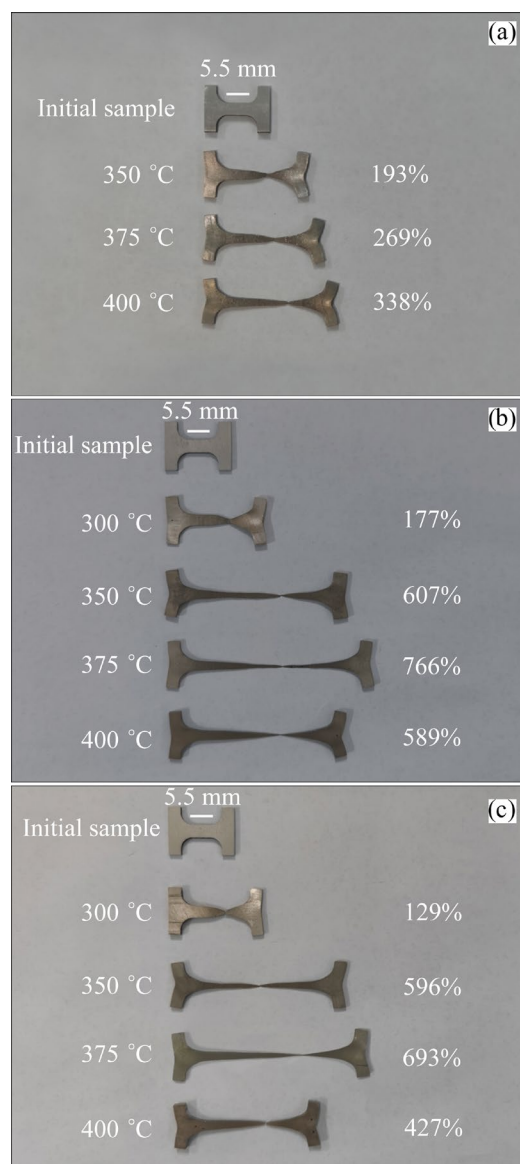 (a)
5.5 mm
Initial sample
350 °C 193%
375 °C 269%
400 °C 338%
(b)
5.5 mm
Initial sample
300 °C 177%
350 °C 607%
375 °C 766%
400 °C 589%
(c)
5.5 mm
Initial sample
300 °C 129%
350 °C 596%
375 °C 693%
400 °C 427%